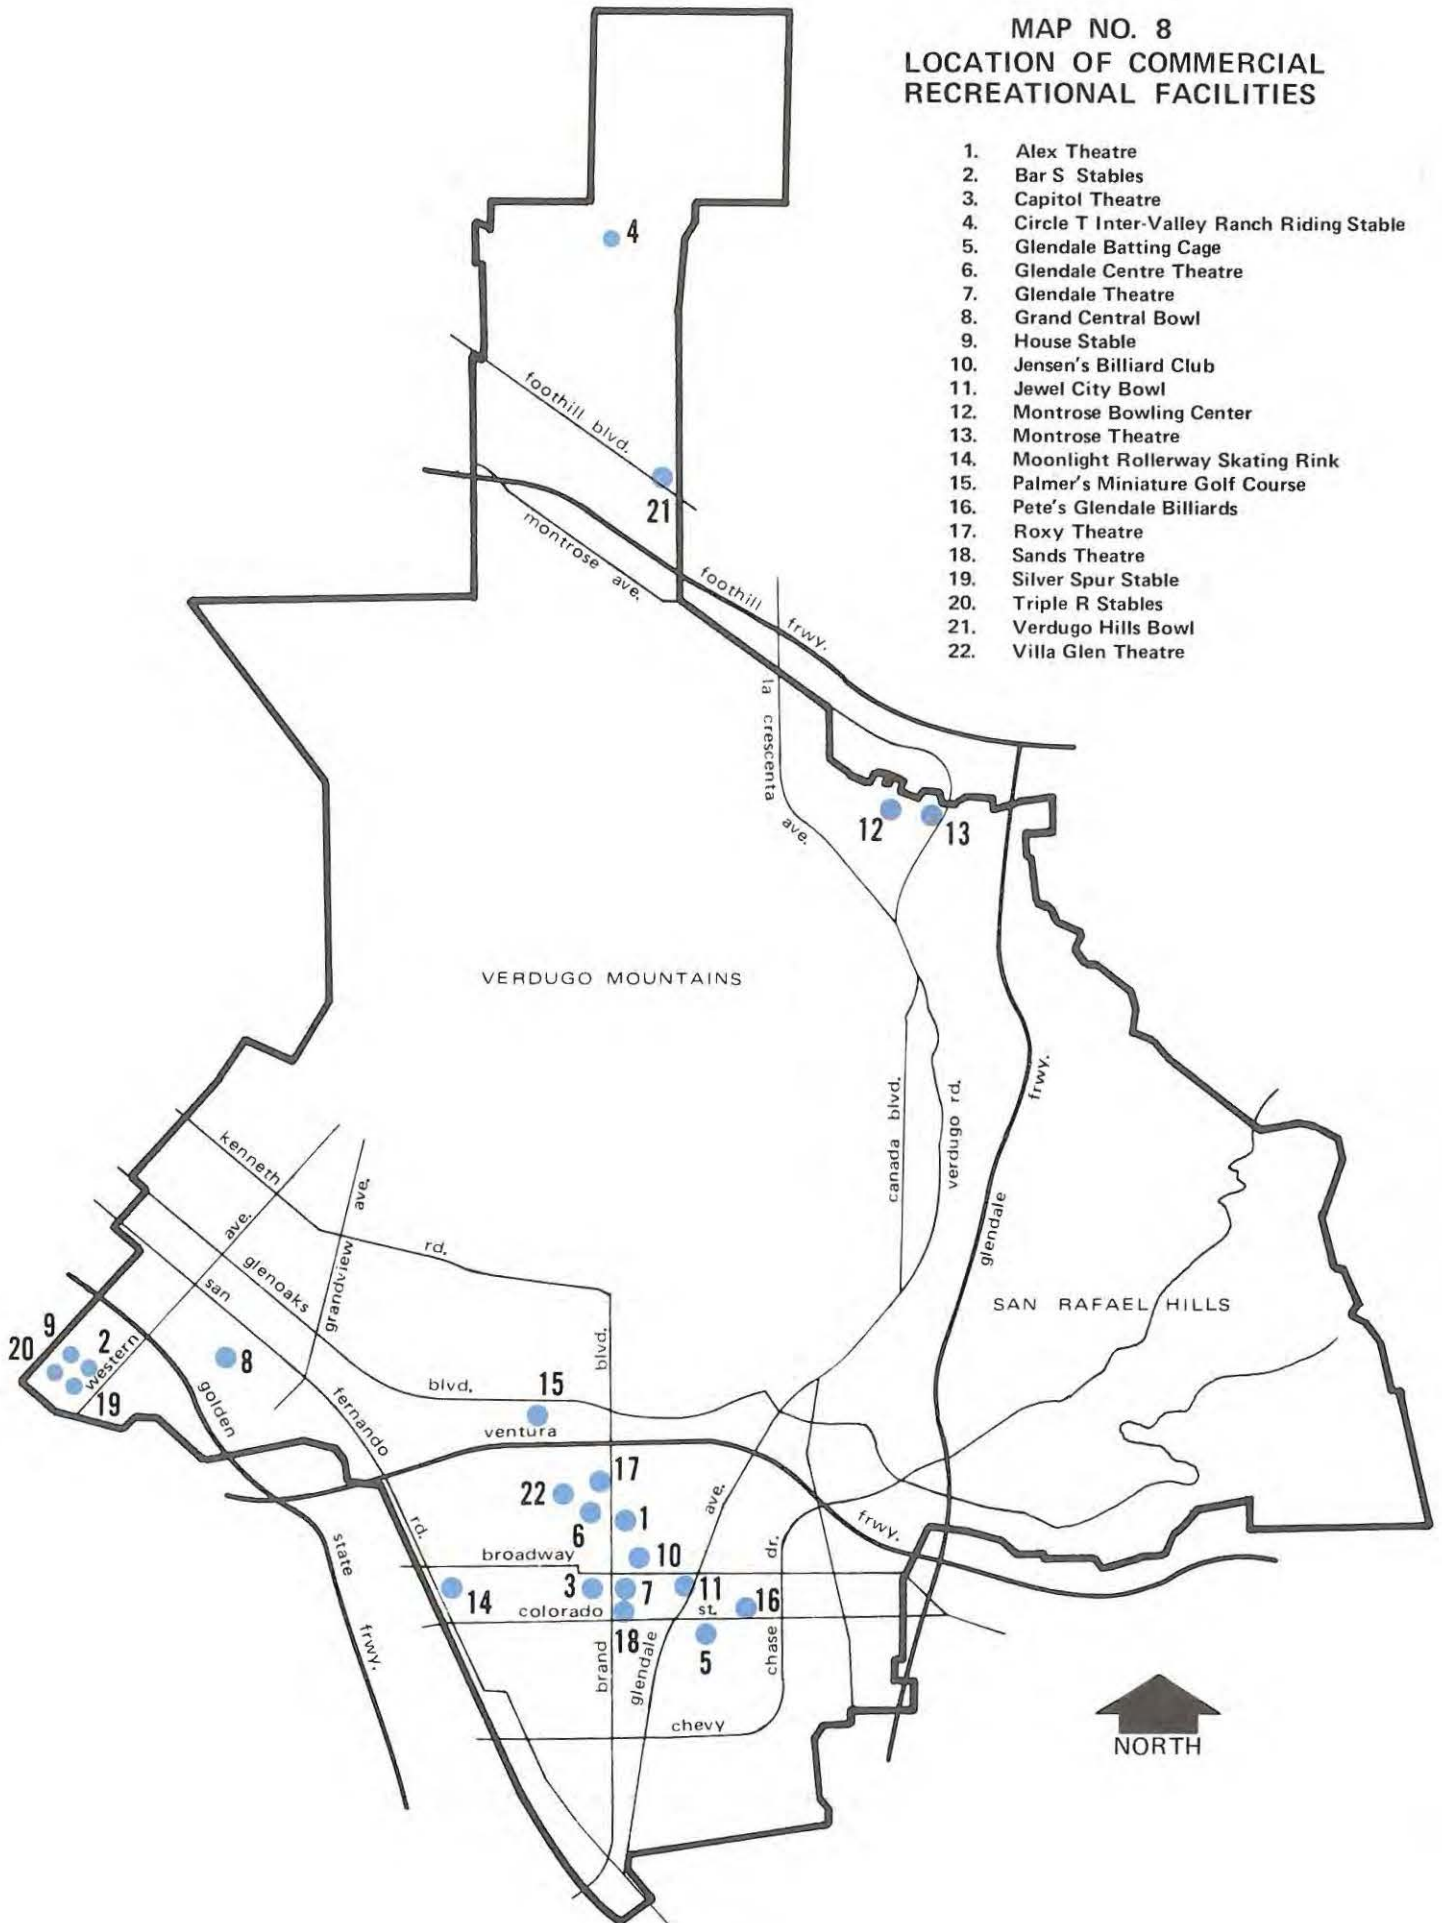 MAP NO. 8
LOCATION OF COMMERCIAL
RECREATIONAL FACILITIES
1. Alex Theatre
2. Bar S Stables
3. Capitol Theatre
4. Circle T Inter-Valley Ranch Riding Stable
5. Glendale Batting Cage
6. Glendale Centre Theatre
7. Glendale Theatre
8. Grand Central Bowl
9. House Stable
10. Jensen's Billiard Club
11. Jewel City Bowl
12. Montrose Bowling Center
13. Montrose Theatre
14. Moonlight Rollerway Skating Rink
15. Palmer's Miniature Golf Course
16. Pete's Glendale Billiards
17. Roxy Theatre
18. Sands Theatre
19. Silver Spur Stable
20. Triple R Stables
21. Verdugo Hills Bowl
22. Villa Glen Theatre
4
foothill blvd.
21
montrose ave.
foothill frwy.
la crescenta ave.
12
13
VERDUGO MOUNTAINS
canada blvd.
verdugo rd.
glendale frwy.
SAN RAFAEL HILLS
kenneth rd.
western ave.
grandview ave.
glenoaks blvd.
san fernando rd.
golden state frwy.
9
20
2
19
8
15
ventura frwy.
brand blvd.
17
22
6
1
broadway
10
3
7
11
16
14
colorado st.
18
5
glendale ave.
chevy chase dr.
NORTH